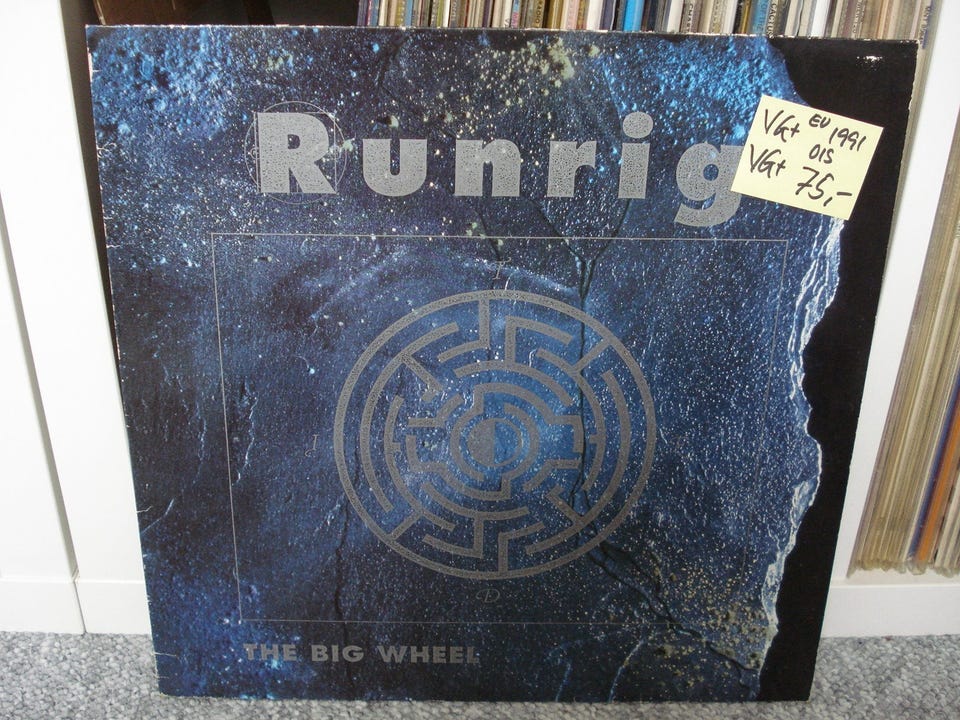 Runrig
VG+ EU 1991
VG+ OIS 75,-
THE BIG WHEEL